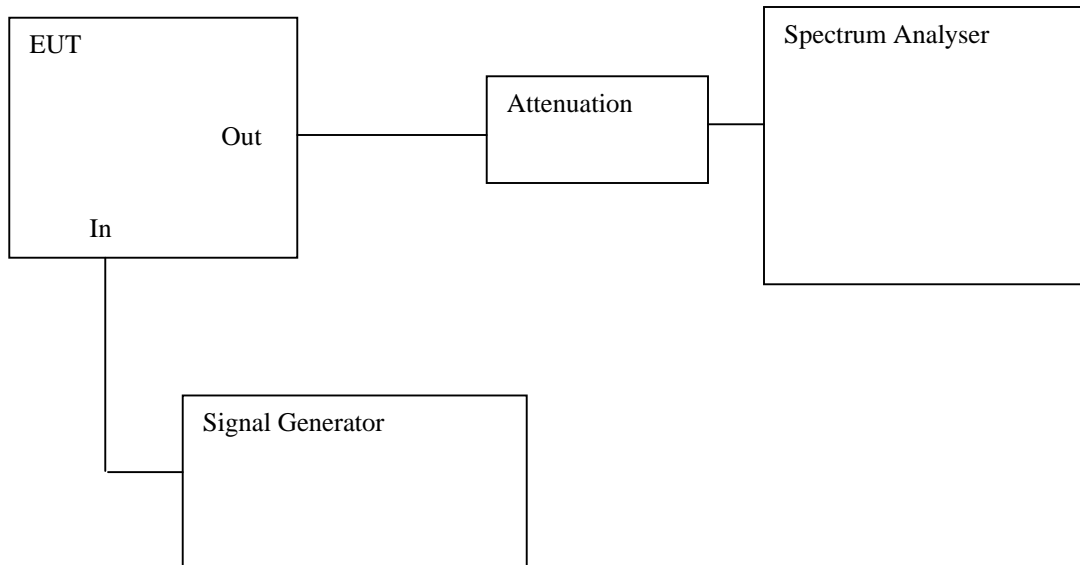 EUT
Spectrum Analyser
Attenuation
Out
In
Signal Generator